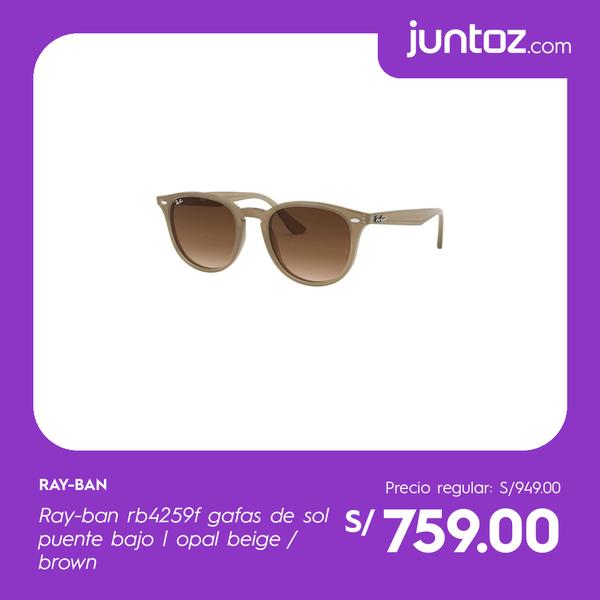 juntoz.com
RAY-BAN
Ray-ban rb4259f gafas de sol
puente bajo | opal beige /
brown
Precio regular: S/949.00
S/ 759.00